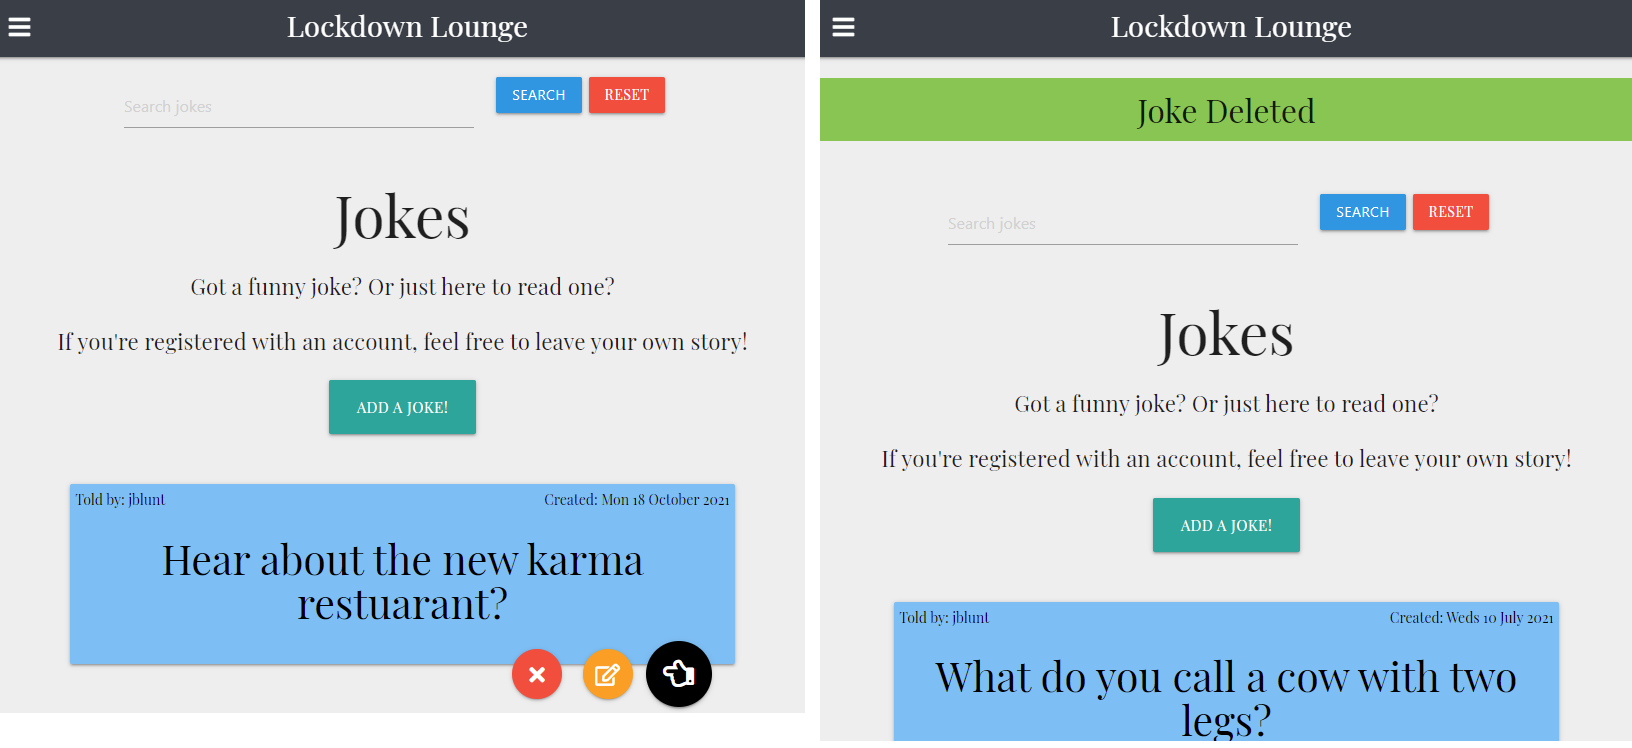 Lockdown Lounge
Search jokes
SEARCH
RESET
Jokes
Got a funny joke? Or just here to read one?
If you're registered with an account, feel free to leave your own story!
ADD A JOKE!
Told by: jblunt
Created: Mon 18 October 2021
Hear about the new karma
restuarant?
Lockdown Lounge
Joke Deleted
Search jokes
SEARCH
RESET
Jokes
Got a funny joke? Or just here to read one?
If you're registered with an account, feel free to leave your own story!
ADD A JOKE!
Told by: jblunt
Created: Weds 10 July 2021
What do you call a cow with two
legs?